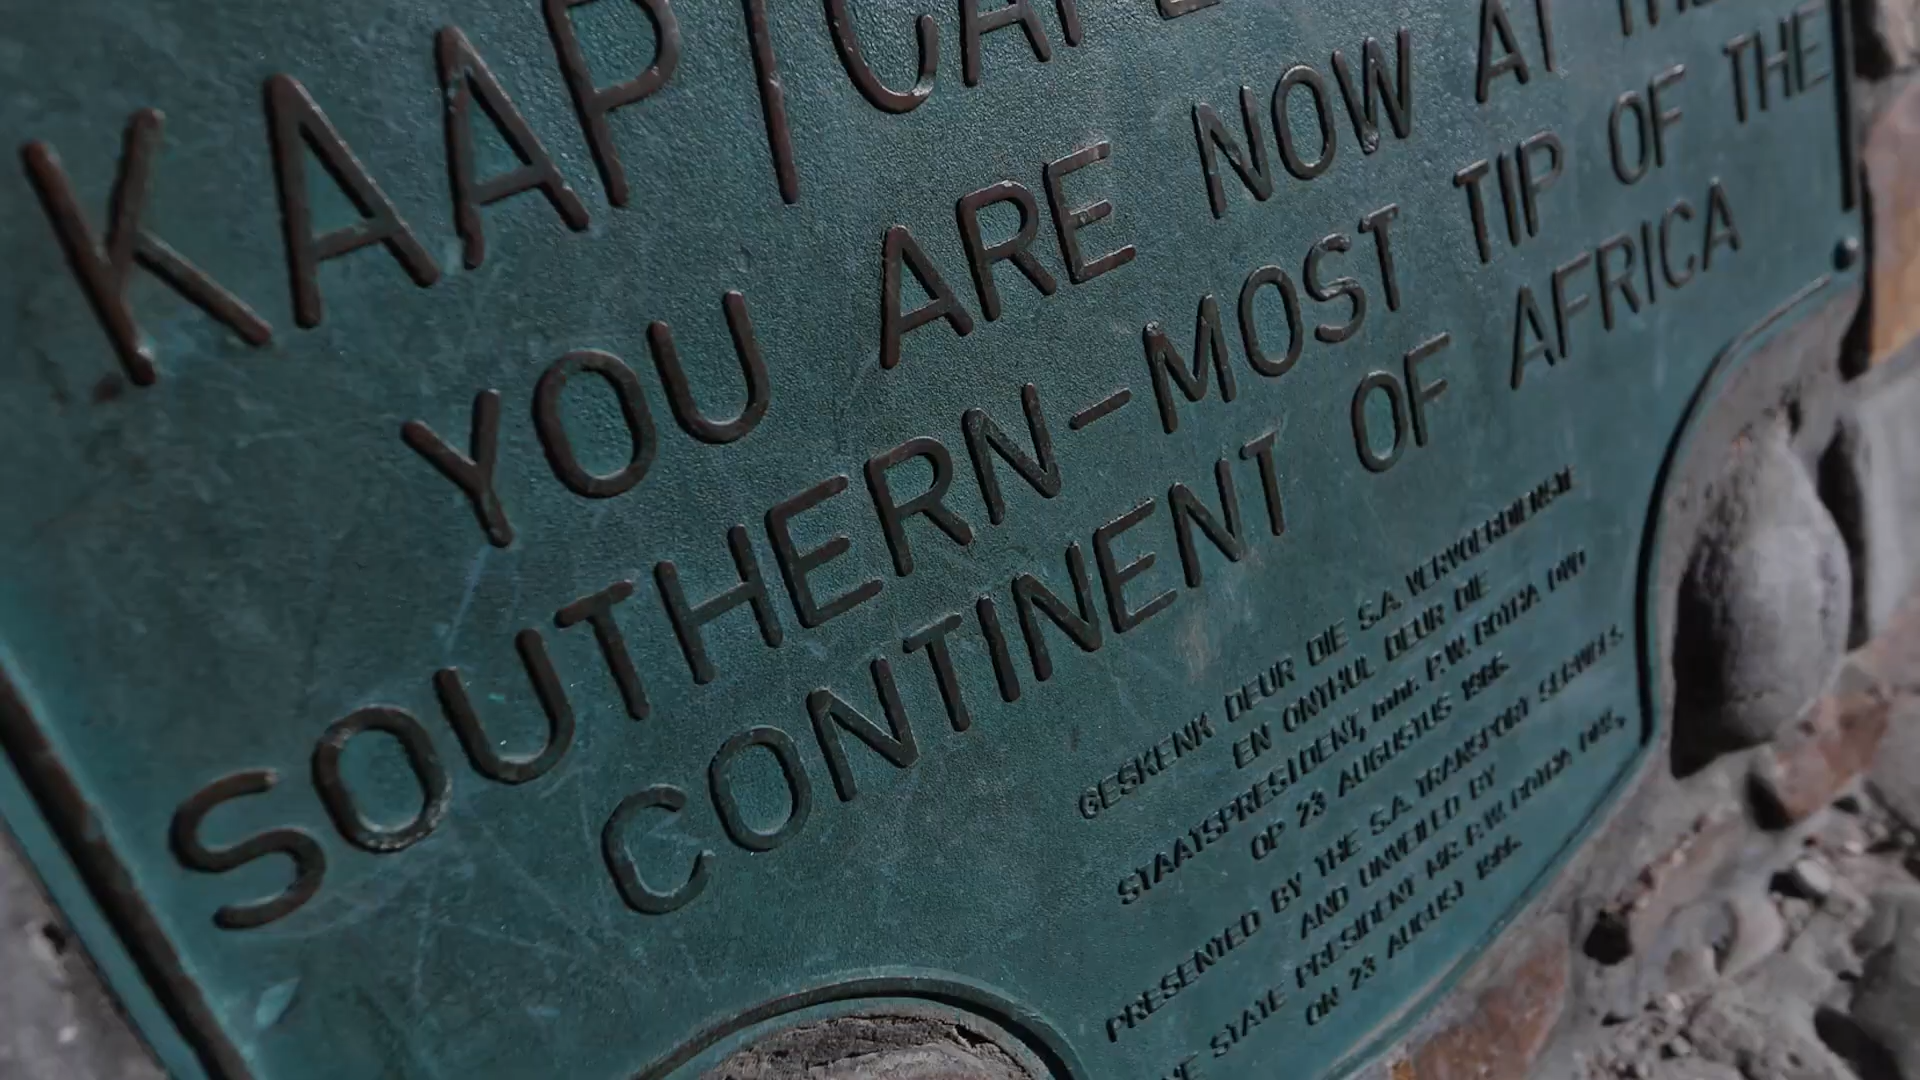 KAAP/CAPE
YOU ARE NOW AT THE
SOUTHERN-MOST TIP OF THE
CONTINENT OF AFRICA
GESKENK DEUR DIE S.A. VERVOERDIENSTE
EN ONTHUL DEUR DIE
STAATSPRESIDENT, mnr. P.W. BOTHA DVD
OP 23 AUGUSTUS 1986.
PRESENTED BY THE S.A. TRANSPORT SERVICES
AND UNVEILED BY
THE STATE PRESIDENT MR. P.W. BOTHA DMS,
ON 23 AUGUST 1986.